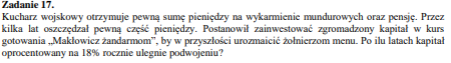 Zadanie 17.
Kucharz wojskowy otrzymuje pewną sumę pieniędzy na wykarmienie mundurowych oraz pensję. Przez
kilka lat oszczędzał pewną część pieniędzy. Postanowił zainwestować zgromadzony kapitał w kurs
gotowania „Makłowicz żandarmom”, by w przyszłości urozmaicić żołnierzom menu. Po ilu latach kapitał
oprocentowany na 18% rocznie ulegnie podwojeniu?